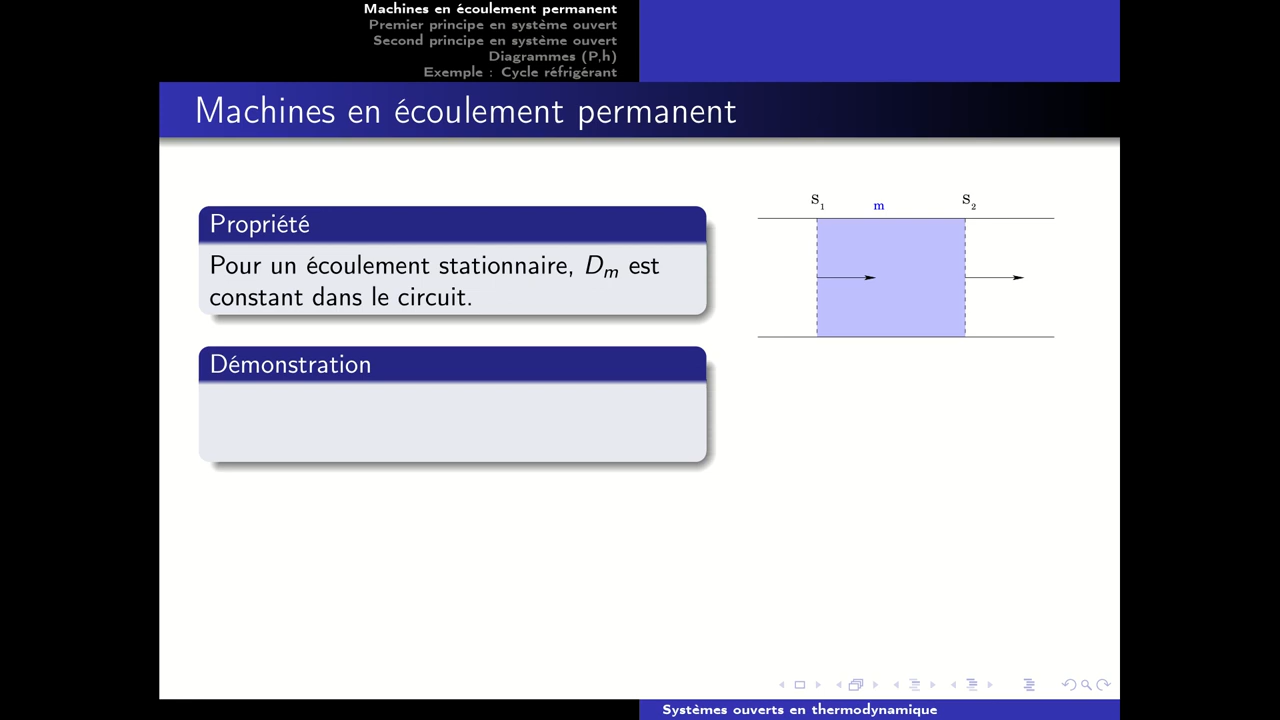 Machines en écoulement permanent
Premier principe en système ouvert
Second principe en système ouvert
Diagrammes (P,h)
Exemple : Cycle réfrigérant
Machines en écoulement permanent
Propriété
Pour un écoulement stationnaire, Dm est
constant dans le circuit.
Démonstration
S1 m S2
Systèmes ouverts en thermodynamique